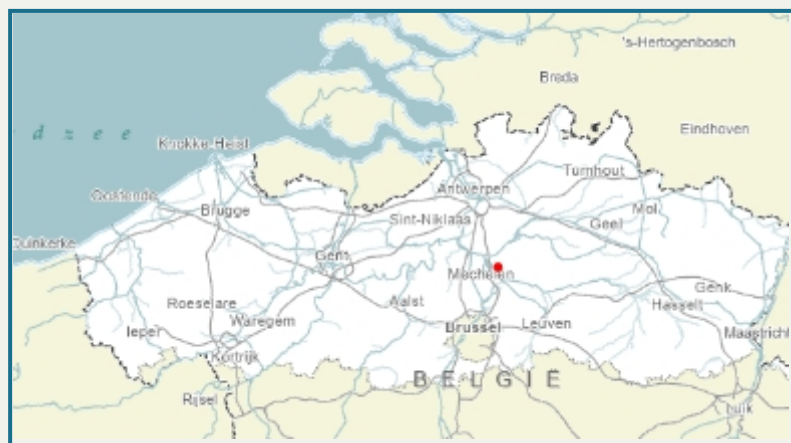 's-Hertogenbosch
Breda
d z e e
Knokke-Heist
Eindhoven
Turnhout
Oostende
Antwerpen
Brugge
Sint-Niklaas
Mol
Geel
Duinkerke
Gent
Mechelen
Genk
Roeselare
Aalst
Hasselt
Ieper
Waregem
Brussel
Leuven
Maastricht
Kortrijk
BELGIË
Rijsel
Luik